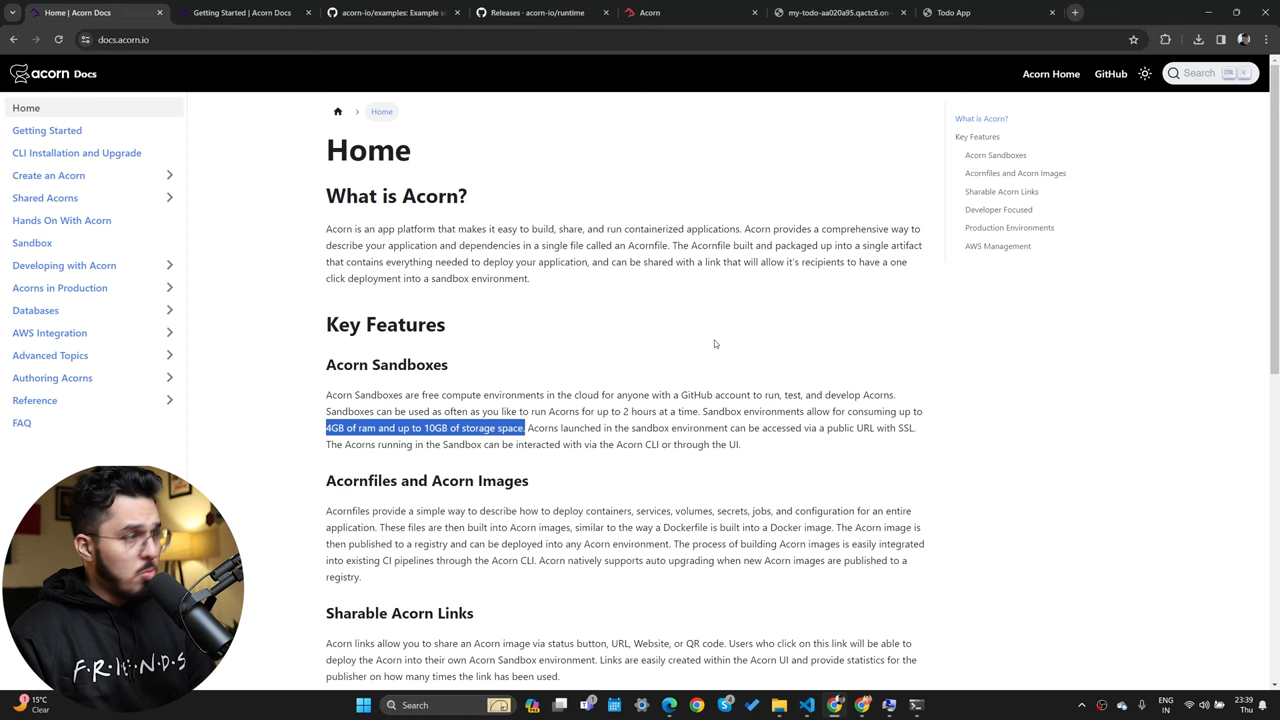 Home | Acorn Docs
Getting Started | Acorn Docs
acorn-io/examples: Example s
Releases · acorn-io/runtime
Acorn
my-todo-aa020a95.qactc6.on-
Todo App
docs.acorn.io
acorn Docs
Acorn Home
GitHub
Search
Home
Getting Started
CLI Installation and Upgrade
Create an Acorn
Shared Acorns
Hands On With Acorn
Sandbox
Developing with Acorn
Acorns in Production
Databases
AWS Integration
Advanced Topics
Authoring Acorns
Reference
FAQ
Home
Home
What is Acorn?
Acorn is an app platform that makes it easy to build, share, and run containerized applications. Acorn provides a comprehensive way to
describe your application and dependencies in a single file called an Acornfile. The Acornfile built and packaged up into a single artifact
that contains everything needed to deploy your application, and can be shared with a link that will allow it's recipients to have a one
click deployment into a sandbox environment.
Key Features
Acorn Sandboxes
Acorn Sandboxes are free compute environments in the cloud for anyone with a GitHub account to run, test, and develop Acorns.
Sandboxes can be used as often as you like to run Acorns for up to 2 hours at a time. Sandbox environments allow for consuming up to
4GB of ram and up to 10GB of storage space. Acorns launched in the sandbox environment can be accessed via a public URL with SSL.
The Acorns running in the Sandbox can be interacted with via the Acorn CLI or through the UI.
Acornfiles and Acorn Images
Acornfiles provide a simple way to describe how to deploy containers, services, volumes, secrets, jobs, and configuration for an entire
application. These files are then built into Acorn images, similar to the way a Dockerfile is built into a Docker image. The Acorn image is
then published to a registry and can be deployed into any Acorn environment. The process of building Acorn images is easily integrated
into existing CI pipelines through the Acorn CLI. Acorn natively supports auto upgrading when new Acorn images are published to a
registry.
Sharable Acorn Links
Acorn links allow you to share an Acorn image via status button, URL, Website, or QR code. Users who click on this link will be able to
deploy the Acorn into their own Acorn Sandbox environment. Links are easily created within the Acorn UI and provide statistics for the
publisher on how many times the link has been used.
What is Acorn?
Key Features
Acorn Sandboxes
Acornfiles and Acorn Images
Sharable Acorn Links
Developer Focused
Production Environments
AWS Management
F·R·I·E·N·D·S
15°C
Clear
Search
ENG
IN
23:39
Thu